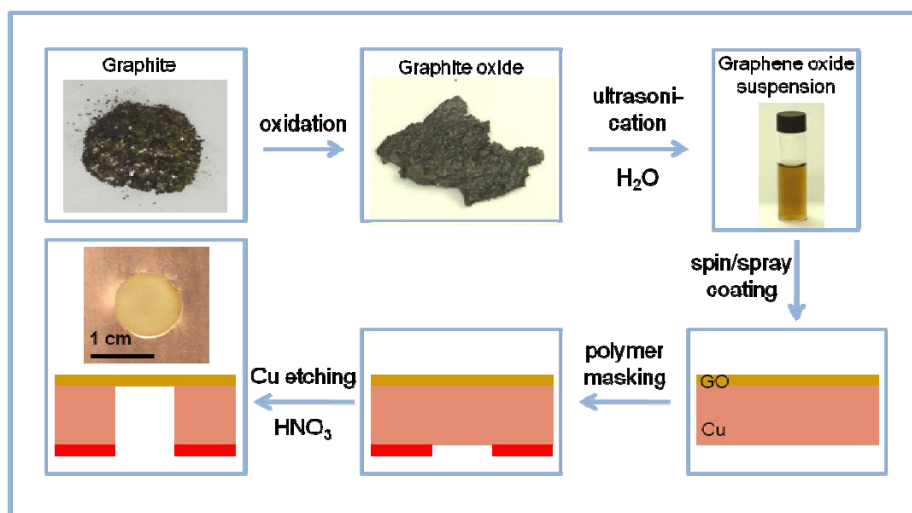 Graphite
oxidation
Graphite oxide
ultrasoni-
cation
H₂O
Graphene oxide
suspension
spin/spray
coating
GO
Cu
polymer
masking
Cu etching
HNO₃
1 cm